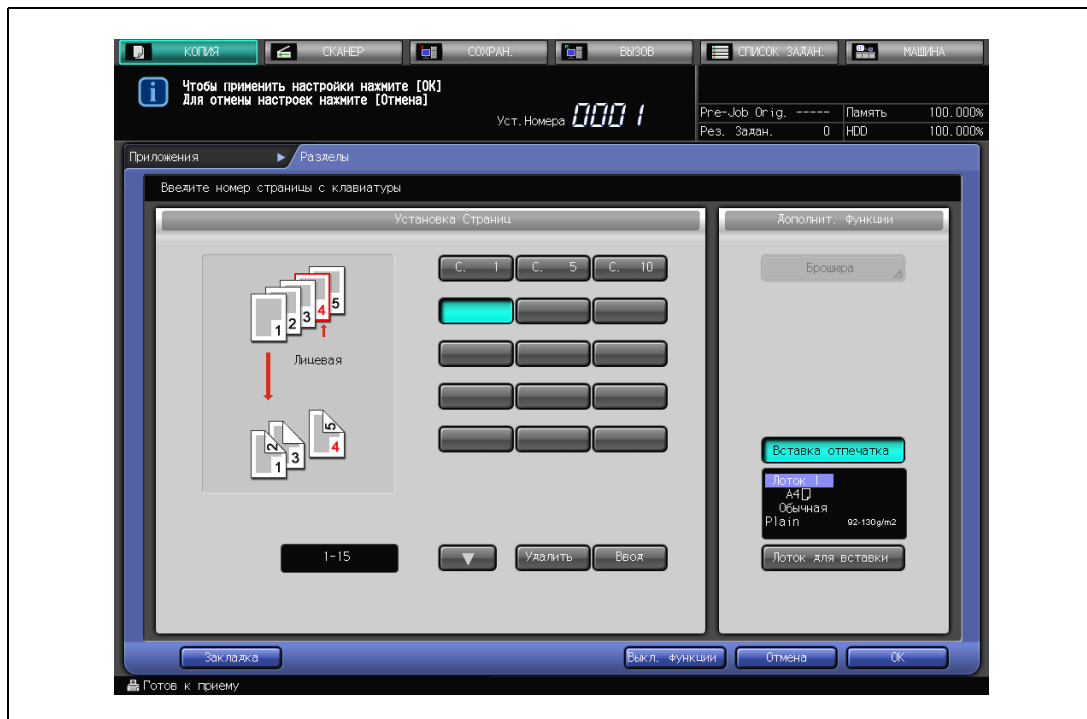 КОПИЯ СКАНЕР СОХРАН. ВЫЗОВ СПИСОК ЗАДАН. МАШИНА
Чтобы применить настройки нажмите [OK]
Для отмены настроек нажмите [Отмена]
Уст. Номера 0001
Pre-Job Orig. ----- Память 100.000%
Рез. Задан. 0 HDD 100.000%
Приложения Разделы
Введите номер страницы с клавиатуры
Установка Страниц
Дополнит. Функции
С. 1 С. 5 С. 10
Брошюра
1 2 3 4 5
Лицевая
1 2 3 4 5
Вставка отпечатка
Лоток 1
A4
Обычная
Plain 92-130g/m2
1-15 Удалить Ввод
Лоток для вставки
Закладка Выкл. функции Отмена OK
Готов к приему